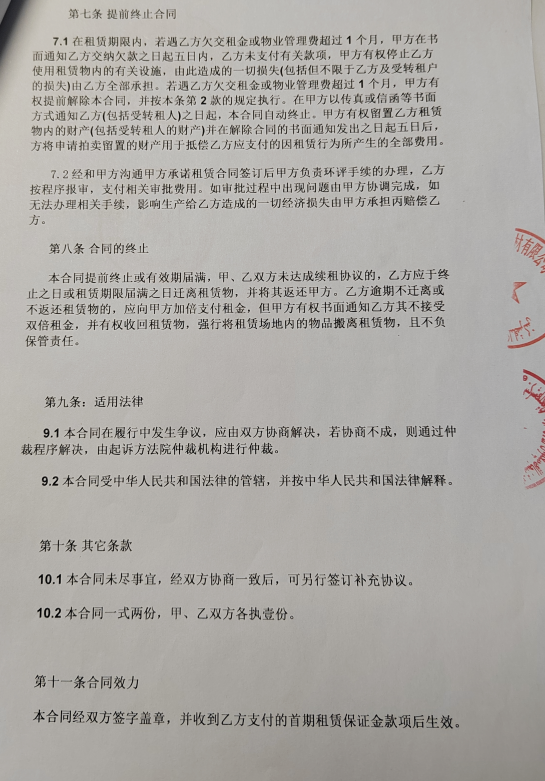 第七条 提前终止合同
7.1 在租赁期限内，若遇乙方欠交租金或物业管理费超过 1 个月，甲方在书
面通知乙方交纳欠款之日起五日内，乙方未支付有关款项，甲方有权停止乙方
使用租赁物内的有关设施，由此造成的一切损失(包括但不限于乙方及受转租户
的损失)由乙方全部承担。若遇乙方欠交租金或物业管理费超过 1 个月，甲方有
权提前解除本合同，并按本条第 2 款的规定执行。在甲方以传真或信函等书面
方式通知乙方(包括受转租人)之日起，本合同自动终止。甲方有权留置乙方租赁
物内的财产(包括受转租人的财产)并在解除合同的书面通知发出之日起五日后，
方将申请拍卖留置的财产用于抵偿乙方应支付的因租赁行为所产生的全部费用。
7.2 经和甲方沟通甲方承诺租赁合同签订后甲方负责环评手续的办理，乙方
按程序报审，支付相关审批费用。如审批过程中出现问题由甲方协调完成，如
无法办理相关手续，影响生产给乙方造成的一切经济损失由甲方承担丙赔偿乙
方。
第八条 合同的终止
本合同提前终止或有效期届满，甲、乙双方未达成续租协议的，乙方应于终
止之日或租赁期限届满之日迁离租赁物，并将其返还甲方。乙方逾期不迁离或
不返还租赁物的，应向甲方加倍支付租金，但甲方有权书面通知乙方其不接受
双倍租金，并有权收回租赁物，强行将租赁场地内的物品搬离租赁物，且不负
保管责任。
第九条：适用法律
9.1 本合同在履行中发生争议，应由双方协商解决，若协商不成，则通过仲
裁程序解决，由起诉方法院仲裁机构进行仲裁。
9.2 本合同受中华人民共和国法律的管辖，并按中华人民共和国法律解释。
第十条 其它条款
10.1 本合同未尽事宜，经双方协商一致后，可另行签订补充协议。
10.2 本合同一式两份，甲、乙双方各执壹份。
第十一条合同效力
本合同经双方签字盖章，并收到乙方支付的首期租赁保证金款项后生效。